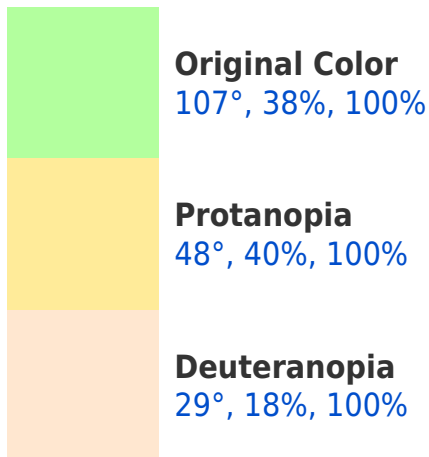 Original Color
107°, 38%, 100%
Protanopia
48°, 40%, 100%
Deuteranopia
29°, 18%, 100%